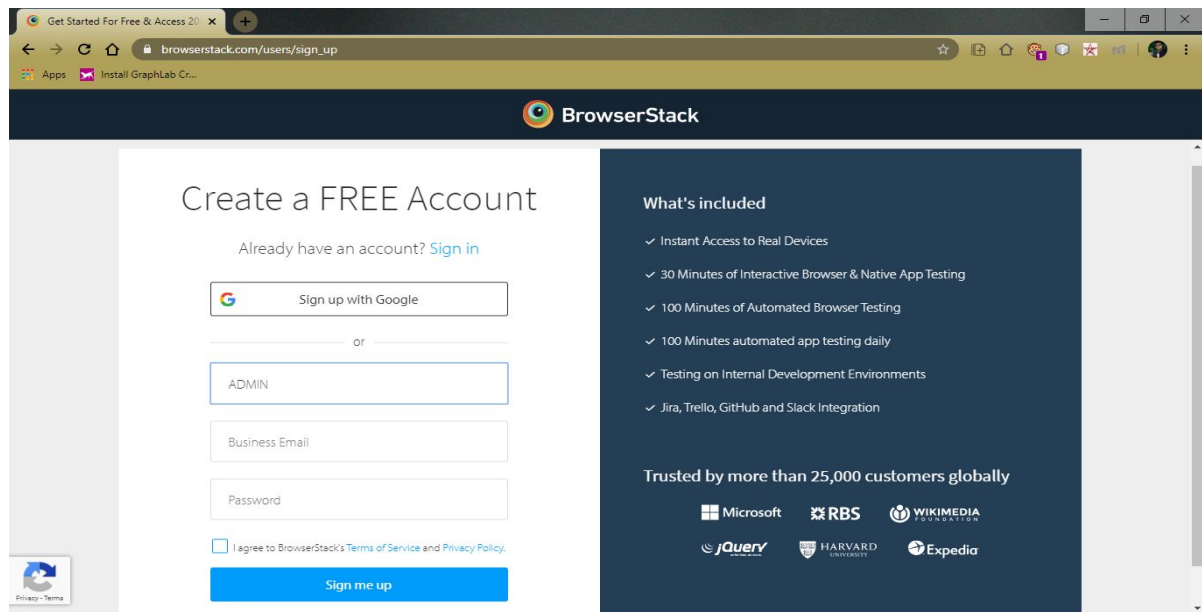 Get Started For Free & Access 20
browserstack.com/users/sign_up
1
Apps Install GraphLab Cr...
BrowserStack
Create a FREE Account
Already have an account? Sign in
Sign up with Google
or
ADMIN
Business Email
Password
I agree to BrowserStack's Terms of Service and Privacy Policy.
Sign me up
Privacy - Terms
What's included
Instant Access to Real Devices
30 Minutes of Interactive Browser & Native App Testing
100 Minutes of Automated Browser Testing
100 Minutes automated app testing daily
Testing on Internal Development Environments
Jira, Trello, GitHub and Slack Integration
Trusted by more than 25,000 customers globally
Microsoft RBS WIKIMEDIA
FOUNDATION
jQuery HARVARD Expedia
UNIVERSITY